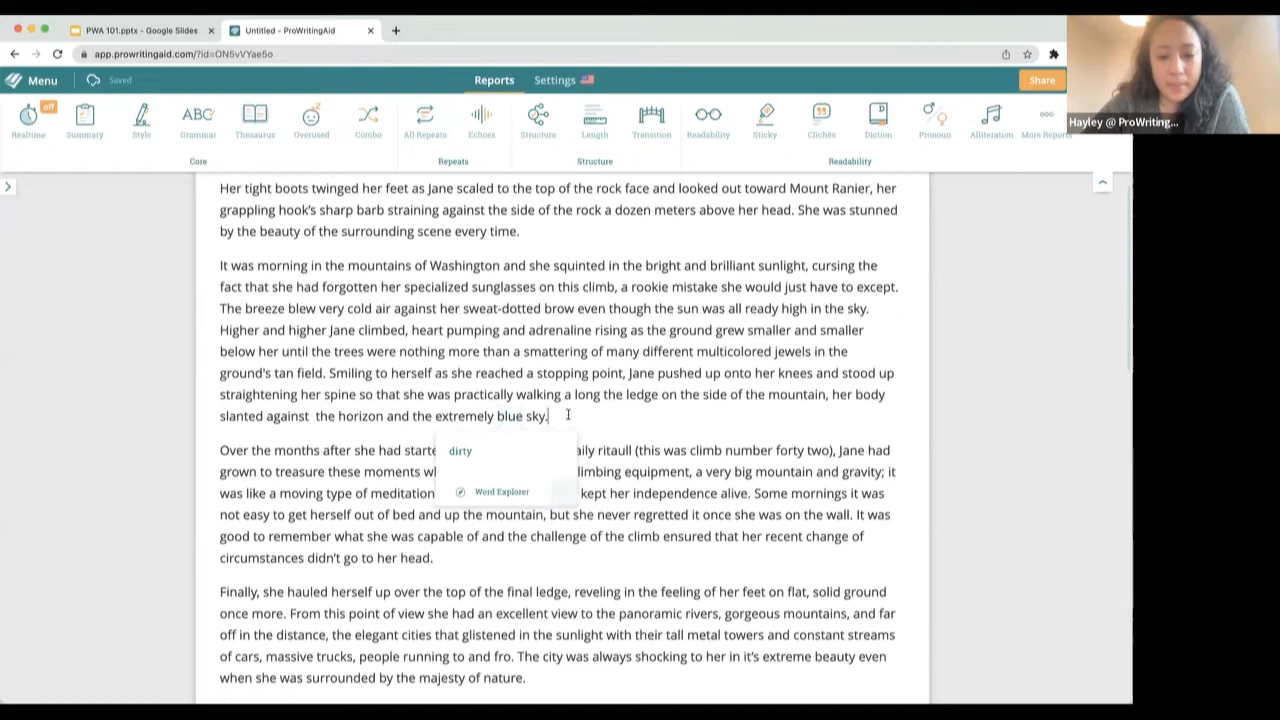 PWA 101.pptx - Google Slides
Untitled - ProWritingAid
app.prowritingaid.com/?id=ON5vVYae5o
Menu Saved Reports Settings Share
off
Realtime Summary Style ABC Grammar Thesaurus Overused Combo All Repeats Echoes Structure Length Transition Readability Sticky Clichés Diction Pronoun Alliteration More Reports
Core Repeats Structure Readability
Hayley @ ProWriting...
Her tight boots twinged her feet as Jane scaled to the top of the rock face and looked out toward Mount Ranier, her
grappling hook's sharp barb straining against the side of the rock a dozen meters above her head. She was stunned
by the beauty of the surrounding scene every time.
It was morning in the mountains of Washington and she squinted in the bright and brilliant sunlight, cursing the
fact that she had forgotten her specialized sunglasses on this climb, a rookie mistake she would just have to except.
The breeze blew very cold air against her sweat-dotted brow even though the sun was all ready high in the sky.
Higher and higher Jane climbed, heart pumping and adrenaline rising as the ground grew smaller and smaller
below her until the trees were nothing more than a smattering of many different multicolored jewels in the
ground's tan field. Smiling to herself as she reached a stopping point, Jane pushed up onto her knees and stood up
straightening her spine so that she was practically walking a long the ledge on the side of the mountain, her body
slanted against  the horizon and the extremely blue sky.
Over the months after she had starte
aily ritaull (this was climb number forty two), Jane had
grown to treasure these moments
limbing equipment, a very big mountain and gravity; it
was like a moving type of meditation
kept her independence alive. Some mornings it was
dirty
Word Explorer
not easy to get herself out of bed and up the mountain, but she never regretted it once she was on the wall. It was
good to remember what she was capable of and the challenge of the climb ensured that her recent change of
circumstances didn't go to her head.
Finally, she hauled herself up over the top of the final ledge, reveling in the feeling of her feet on flat, solid ground
once more. From this point of view she had an excellent view to the panoramic rivers, gorgeous mountains, and far
off in the distance, the elegant cities that glistened in the sunlight with their tall metal towers and constant streams
of cars, massive trucks, people running to and fro. The city was always shocking to her in it's extreme beauty even
when she was surrounded by the majesty of nature.